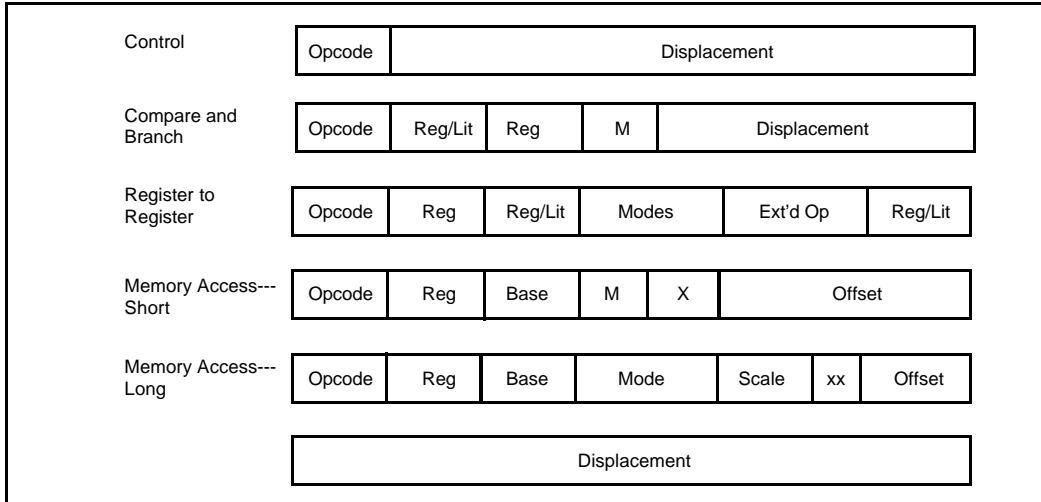 Control
Opcode Displacement
Compare and
Branch
Opcode Reg/Lit Reg M Displacement
Register to
Register
Opcode Reg Reg/Lit Modes Ext'd Op Reg/Lit
Memory Access---
Short
Opcode Reg Base M X Offset
Memory Access---
Long
Opcode Reg Base Mode Scale xx Offset
Displacement